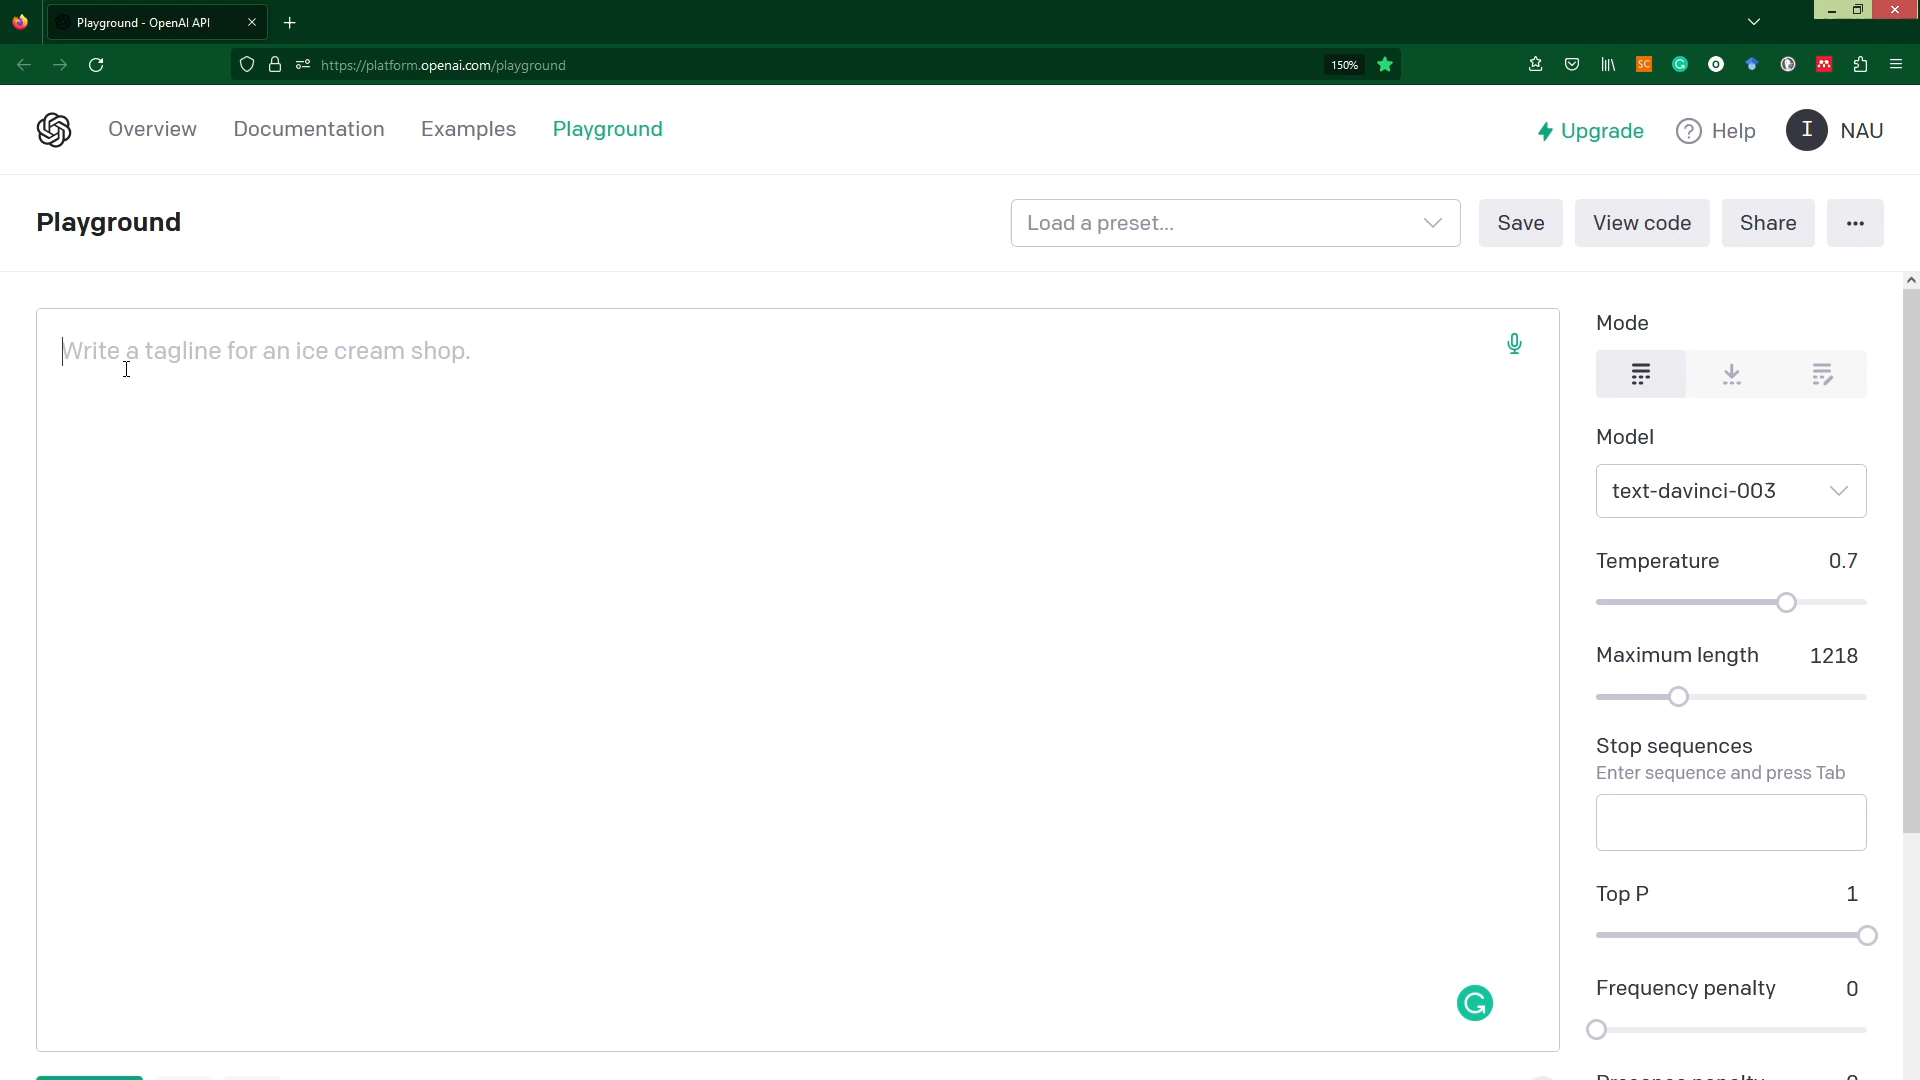 Playground - OpenAI API
https://platform.openai.com/playground
150%
SC
Overview Documentation Examples Playground
Upgrade ? Help I NAU
Playground
Load a preset...
Save View code Share ...
Write a tagline for an ice cream shop.
Mode
Model
text-davinci-003
Temperature 0.7
Maximum length 1218
Stop sequences
Enter sequence and press Tab
Top P 1
Frequency penalty 0